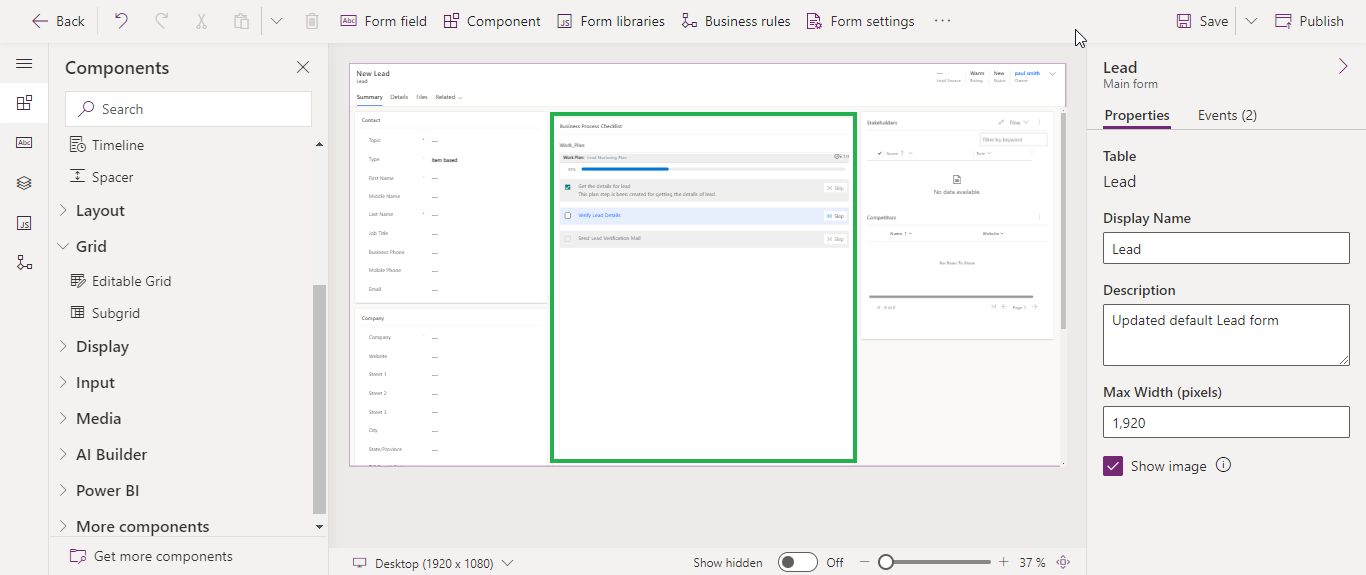 Back
Form field
Component
Form libraries
Business rules
Form settings
Save
Publish
Components
Search
Timeline
Spacer
Layout
Grid
Editable Grid
Subgrid
Display
Input
Media
AI Builder
Power BI
More components
Get more components
New Lead
Lead
Lead Source
Warm
Rating
New
Status
paul smith
Owner
Summary Details Files Related
Contact
Topic * ---
Type Item based
First Name * ---
Middle Name ---
Last Name * ---
Job Title ---
Business Phone ---
Mobile Phone ---
Email ---
Company
Company * ---
Website ---
Street 1 ---
Street 2 ---
Street 3 ---
City ---
State/Province ---
Business Process Checklist
Work_Plan
Work Plan: Lead Nurturing Plan
33%
Get the details for lead
This plan step is been created for getting the details of lead.
Skip
Verify Lead Details
Skip
Send Lead Verification Mail
Skip
Stakeholders
New
Filter by keyword
Name ↑
Role
No data available.
Competitors
Name ↑
Website
No Rows To Show
0 - 0 of 0
Page 1
Desktop (1920 x 1080)
Show hidden
Off
37 %
Lead
Main form
Properties
Events (2)
Table
Lead
Display Name
Lead
Description
Updated default Lead form
Max Width (pixels)
1,920
Show image